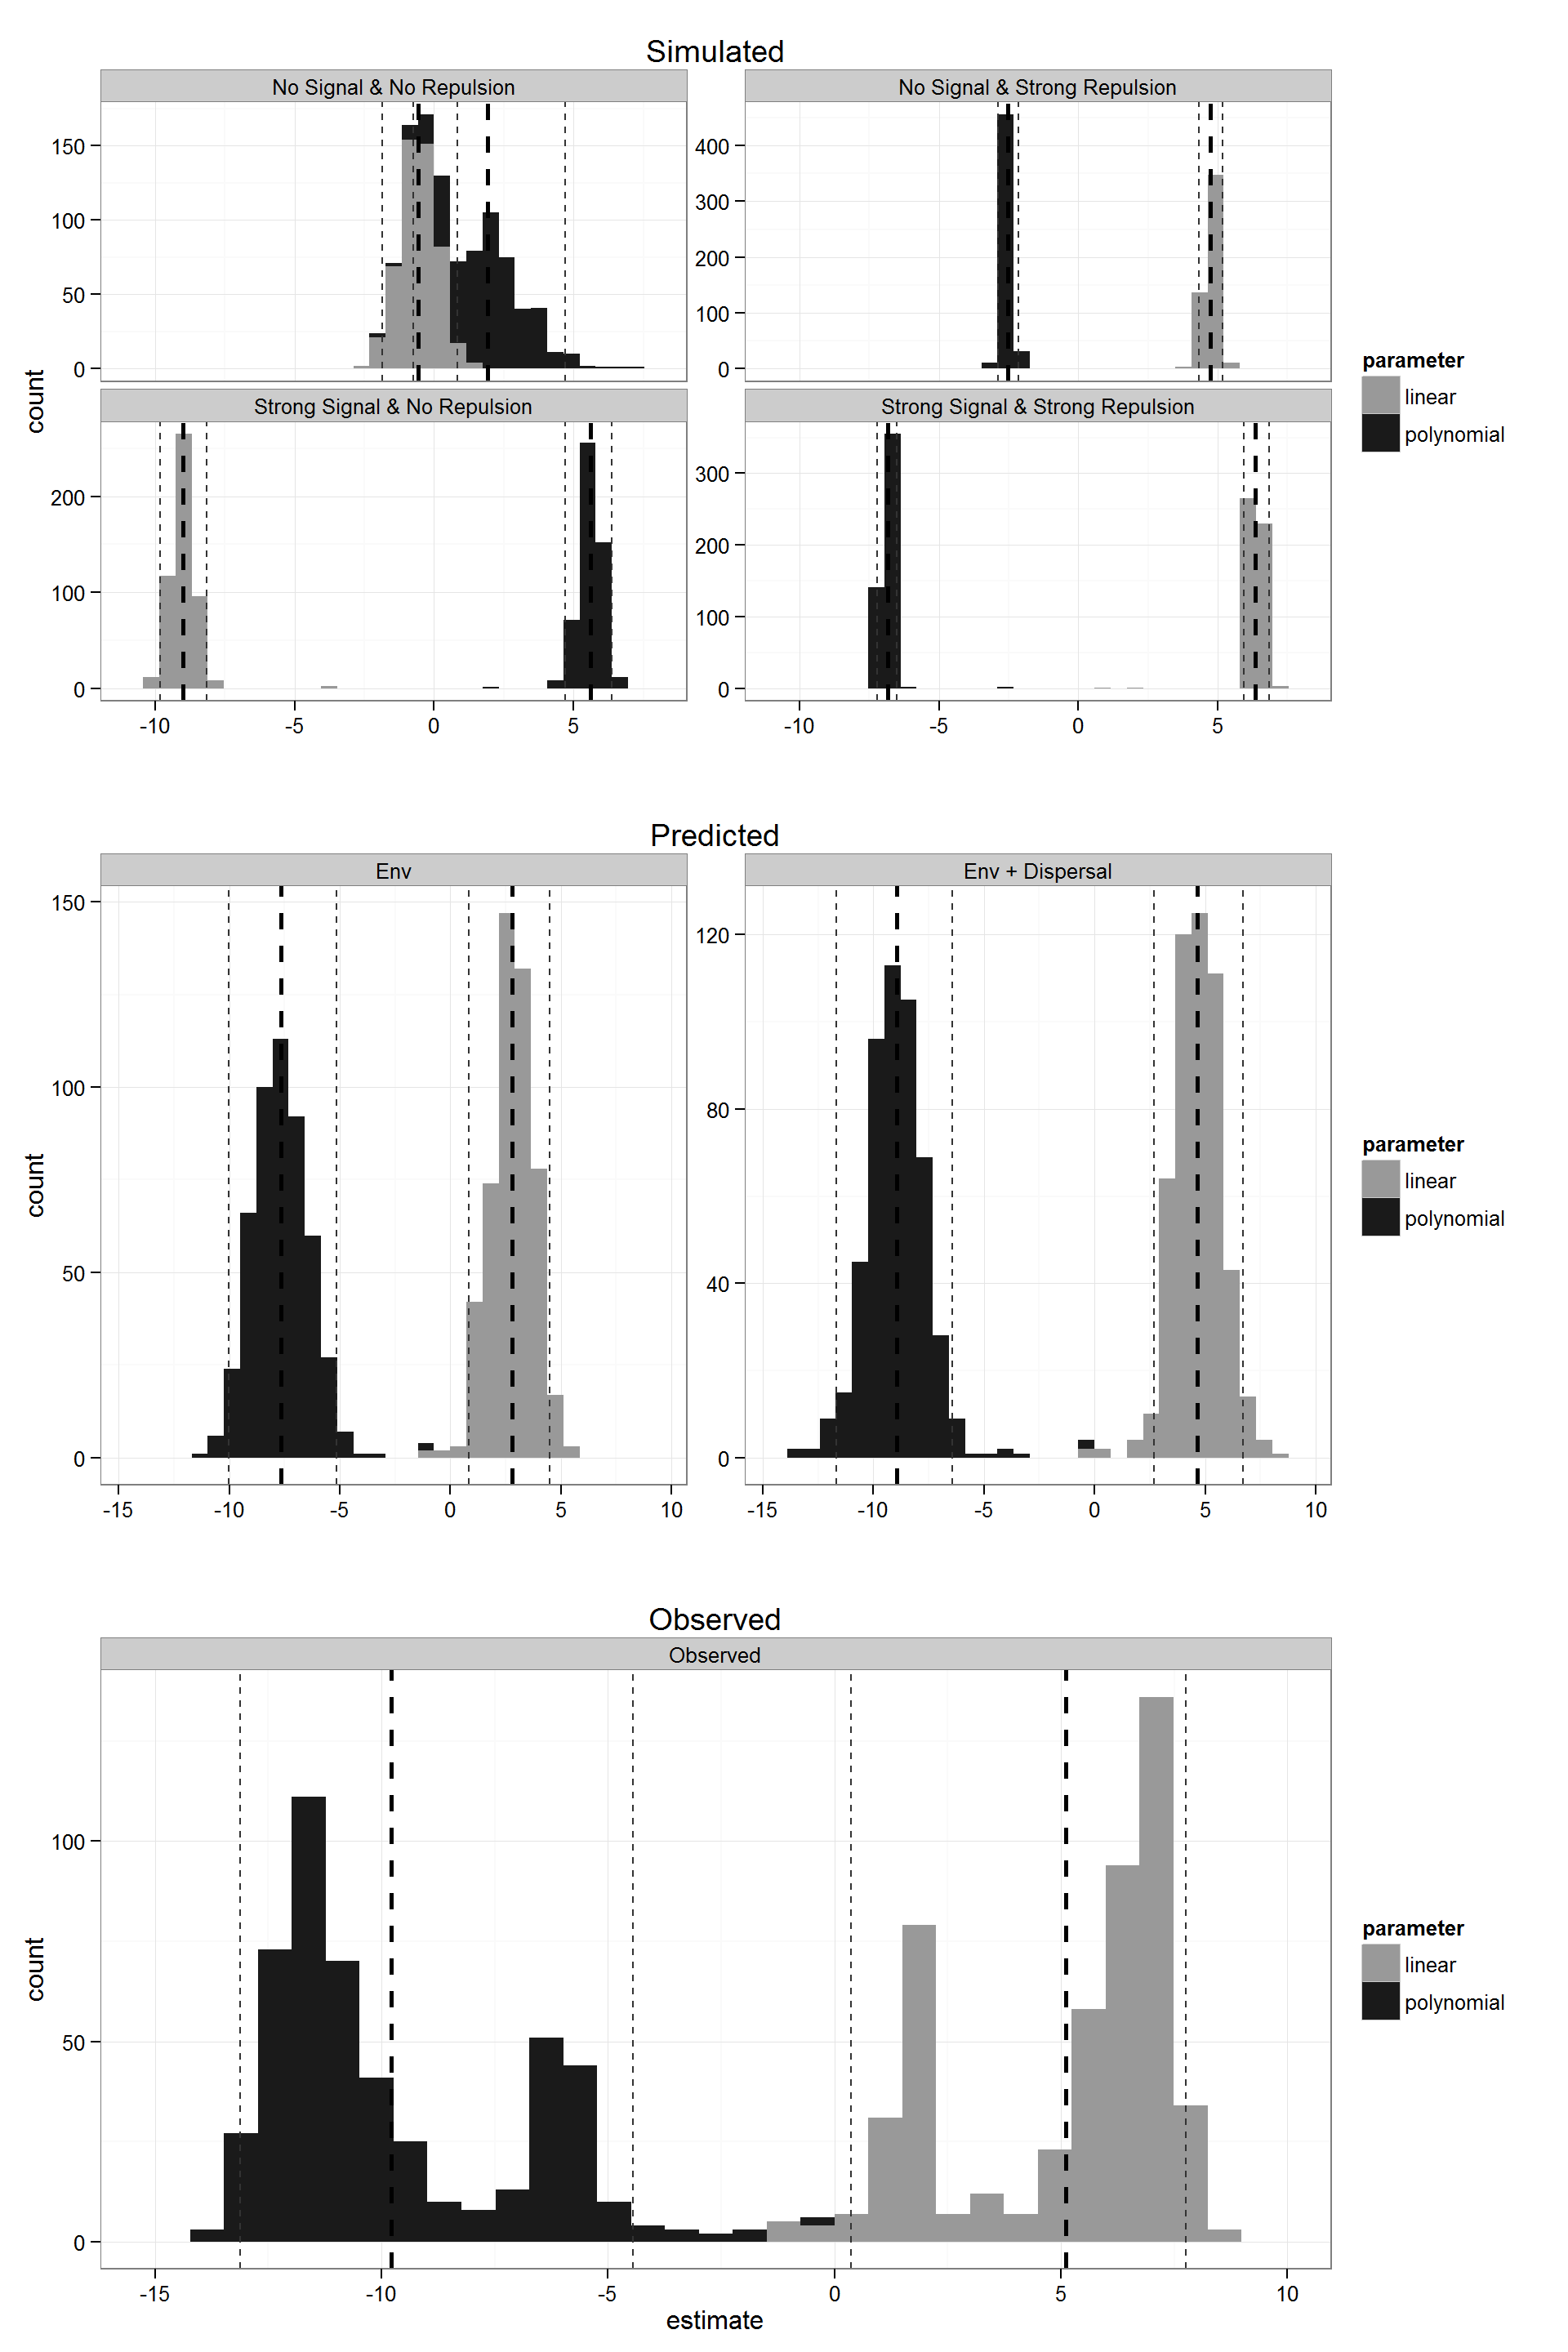 Simulated
No Signal & No Repulsion
No Signal & Strong Repulsion
150
100
50
0
400
300
200
100
0
Strong Signal & No Repulsion
Strong Signal & Strong Repulsion
200
100
0
300
200
100
0
-10 -5 0 5
-10 -5 0 5
count
parameter
linear
polynomial
Predicted
Env
Env + Dispersal
150
100
50
0
120
80
40
0
-15 -10 -5 0 5 10
-15 -10 -5 0 5 10
count
parameter
linear
polynomial
Observed
Observed
100
50
0
-15 -10 -5 0 5 10
count
estimate
parameter
linear
polynomial